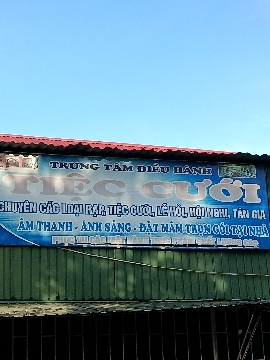 TRUNG TÂM ĐIỀU HÀNH
TIỆC CƯỚI
CHUYÊN CÁC LOẠI RẠP, TIỆC CƯỚI, LỄ HỎI, HỘI NGHỊ, TÂN GIA
ÂM THANH - ÁNH SÁNG - ĐẶT NẤM TRỌN GÓI TẠI NHÀ